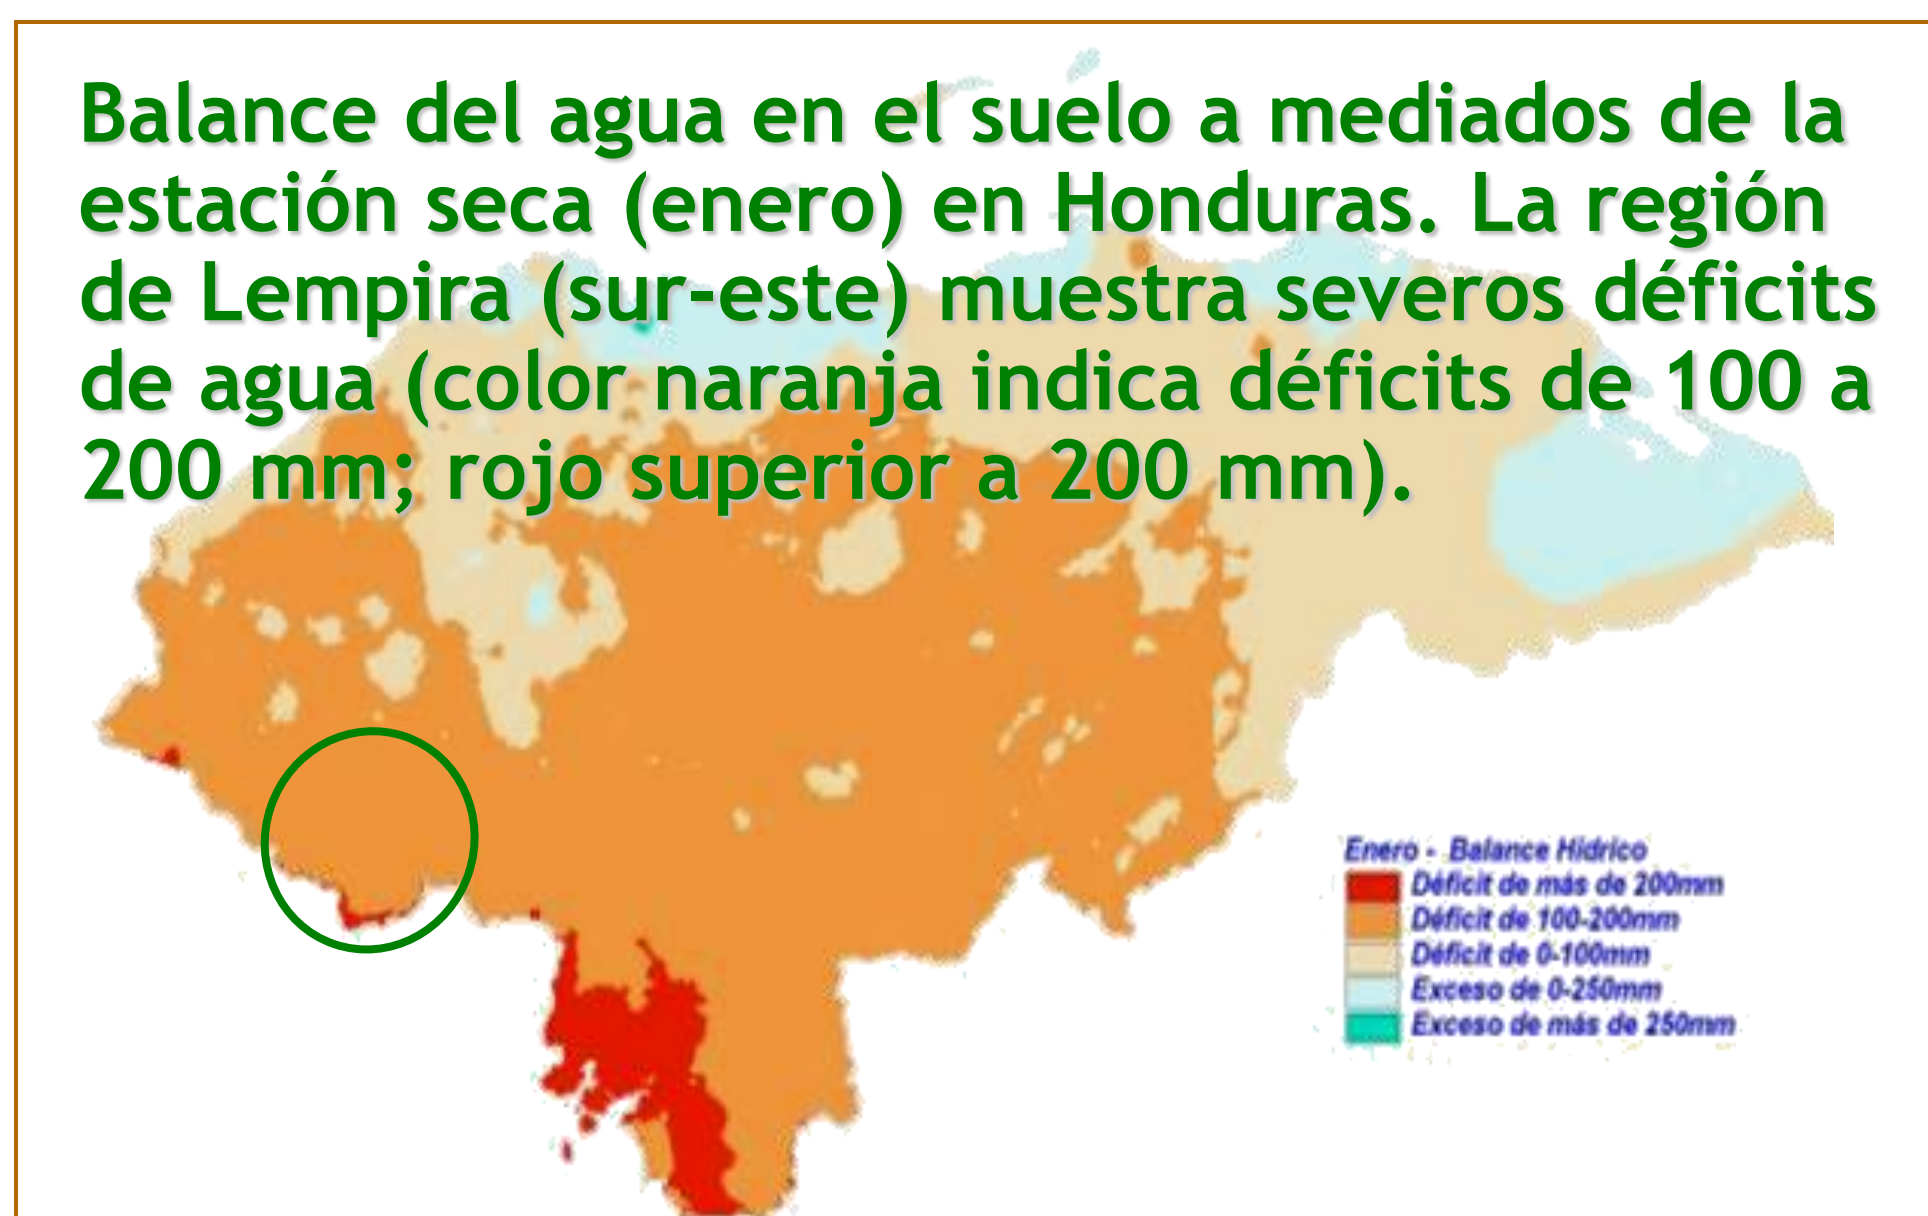 Balance del agua en el suelo a mediados de la
estación seca (enero) en Honduras. La región
de Lempira (sur-este) muestra severos déficits
de agua (color naranja indica déficits de 100 a
200 mm; rojo superior a 200 mm).
Enero - Balance Hídrico
Déficit de más de 200mm
Déficit de 100-200mm
Déficit de 0-100mm
Exceso de 0-250mm
Exceso de más de 250mm